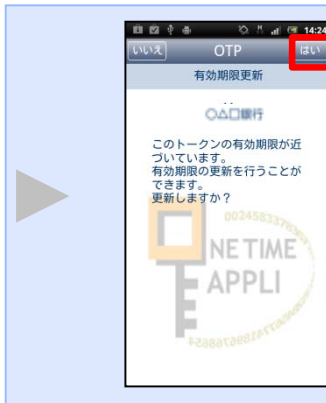 14:24
いいえ
OTP
はい
有効期限更新
○△□銀行
このトークンの有効期限が近
づいています。
有効期限の更新を行うことが
できます。
更新しますか？
NE TIME
APPLI